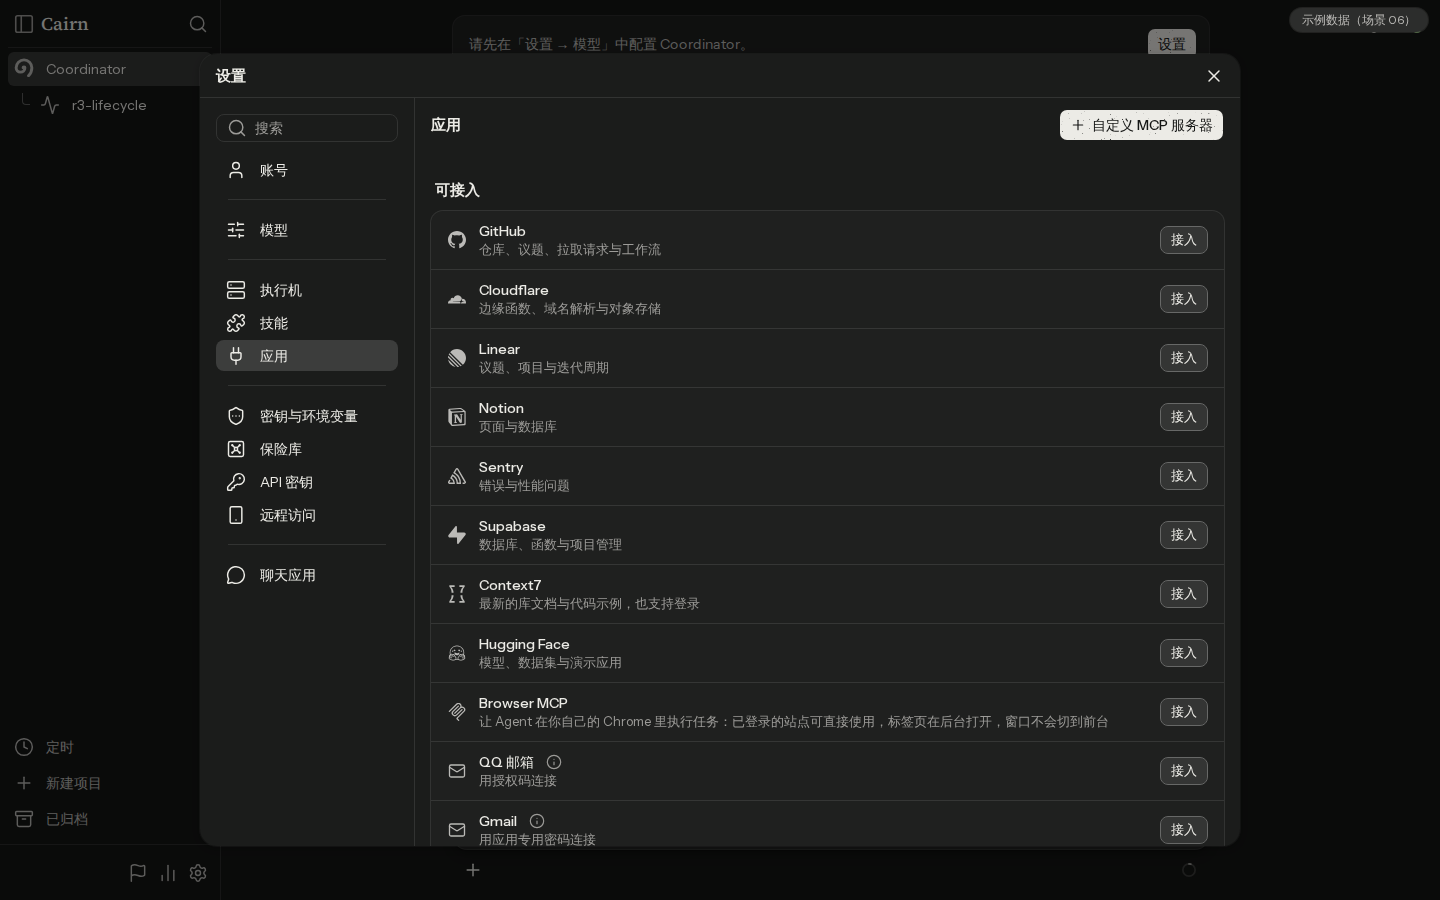 Cairn
示例数据（场景 06）
请先在「设置 → 模型」中配置 Coordinator。
设置
Coordinator
r3-lifecycle
定时
新建项目
已归档
设置
搜索
账号
模型
执行机
技能
应用
密钥与环境变量
保险库
API 密钥
远程访问
聊天应用
应用
自定义 MCP 服务器
可接入
GitHub
仓库、议题、拉取请求与工作流
接入
Cloudflare
边缘函数、域名解析与对象存储
接入
Linear
议题、项目与迭代周期
接入
Notion
页面与数据库
接入
Sentry
错误与性能问题
接入
Supabase
数据库、函数与项目管理
接入
Context7
最新的库文档与代码示例，也支持登录
接入
Hugging Face
模型、数据集与演示应用
接入
Browser MCP
让 Agent 在你自己的 Chrome 里执行任务：已登录的站点可直接使用，标签页在后台打开，窗口不会切到前台
接入
QQ 邮箱
用授权码连接
接入
Gmail
用应用专用密码连接
接入